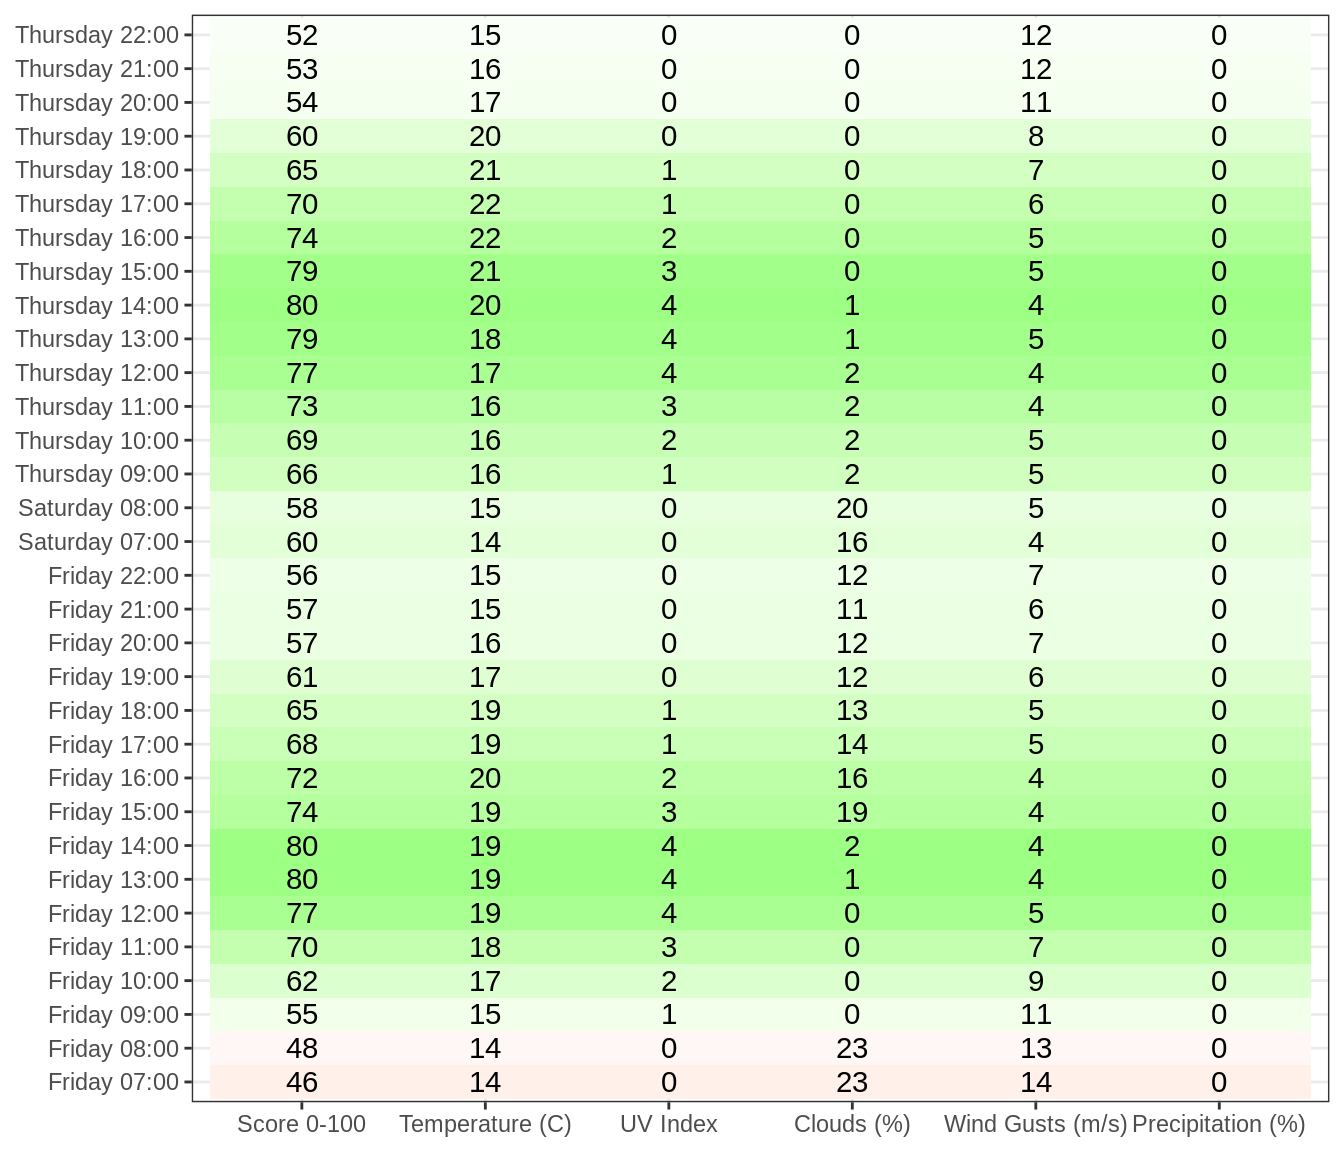 Thursday 22:00 52 15 0 0 12 0
Thursday 21:00 53 16 0 0 12 0
Thursday 20:00 54 17 0 0 11 0
Thursday 19:00 60 20 0 0 8 0
Thursday 18:00 65 21 1 0 7 0
Thursday 17:00 70 22 1 0 6 0
Thursday 16:00 74 22 2 0 5 0
Thursday 15:00 79 21 3 0 5 0
Thursday 14:00 80 20 4 1 4 0
Thursday 13:00 79 18 4 1 5 0
Thursday 12:00 77 17 4 2 4 0
Thursday 11:00 73 16 3 2 4 0
Thursday 10:00 69 16 2 2 5 0
Thursday 09:00 66 16 1 2 5 0
Saturday 08:00 58 15 0 20 5 0
Saturday 07:00 60 14 0 16 4 0
Friday 22:00 56 15 0 12 7 0
Friday 21:00 57 15 0 11 6 0
Friday 20:00 57 16 0 12 7 0
Friday 19:00 61 17 0 12 6 0
Friday 18:00 65 19 1 13 5 0
Friday 17:00 68 19 1 14 5 0
Friday 16:00 72 20 2 16 4 0
Friday 15:00 74 19 3 19 4 0
Friday 14:00 80 19 4 2 4 0
Friday 13:00 80 19 4 1 4 0
Friday 12:00 77 19 4 0 5 0
Friday 11:00 70 18 3 0 7 0
Friday 10:00 62 17 2 0 9 0
Friday 09:00 55 15 1 0 11 0
Friday 08:00 48 14 0 23 13 0
Friday 07:00 46 14 0 23 14 0
Score 0-100 Temperature (C) UV Index Clouds (%) Wind Gusts (m/s) Precipitation (%)